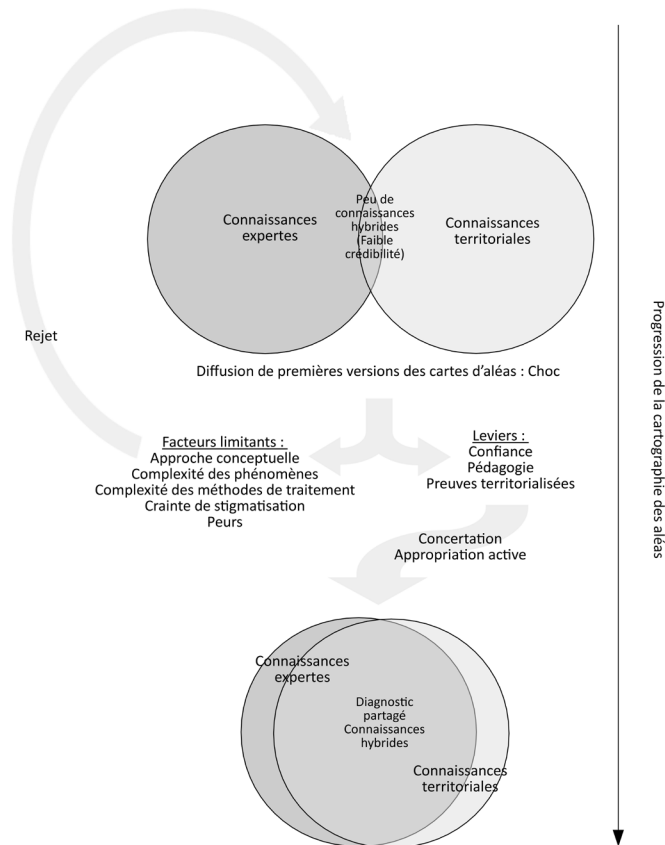 Connaissances
expertes
Peu de
connaissances
hybrides
(Faible
crédibilité)
Connaissances
territoriales
Rejet
Diffusion de premières versions des cartes d'aléas : Choc
Facteurs limitants :
Approche conceptuelle
Complexité des phénomènes
Complexité des méthodes de traitement
Crainte de stigmatisation
Peurs
Leviers :
Confiance
Pédagogie
Preuves territorialisées
Concertation
Appropriation active
Connaissances
expertes
Diagnostic
partagé
Connaissances
hybrides
Connaissances
territoriales
Progression de la cartographie des aléas